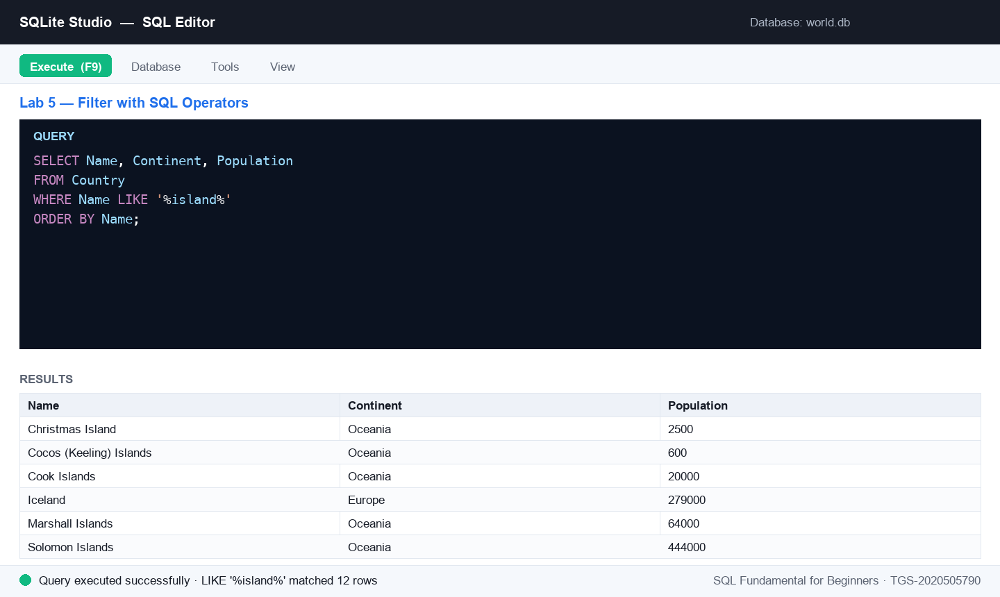 SQLite Studio — SQL Editor
Database: world.db
Execute (F9) Database Tools View
Lab 5 — Filter with SQL Operators
QUERY
SELECT Name, Continent, Population
FROM Country
WHERE Name LIKE '%island%'
ORDER BY Name;
RESULTS
Name Continent Population
Christmas Island Oceania 2500
Cocos (Keeling) Islands Oceania 600
Cook Islands Oceania 20000
Iceland Europe 279000
Marshall Islands Oceania 64000
Solomon Islands Oceania 444000
Query executed successfully · LIKE '%island%' matched 12 rows
SQL Fundamental for Beginners · TGS-2020505790